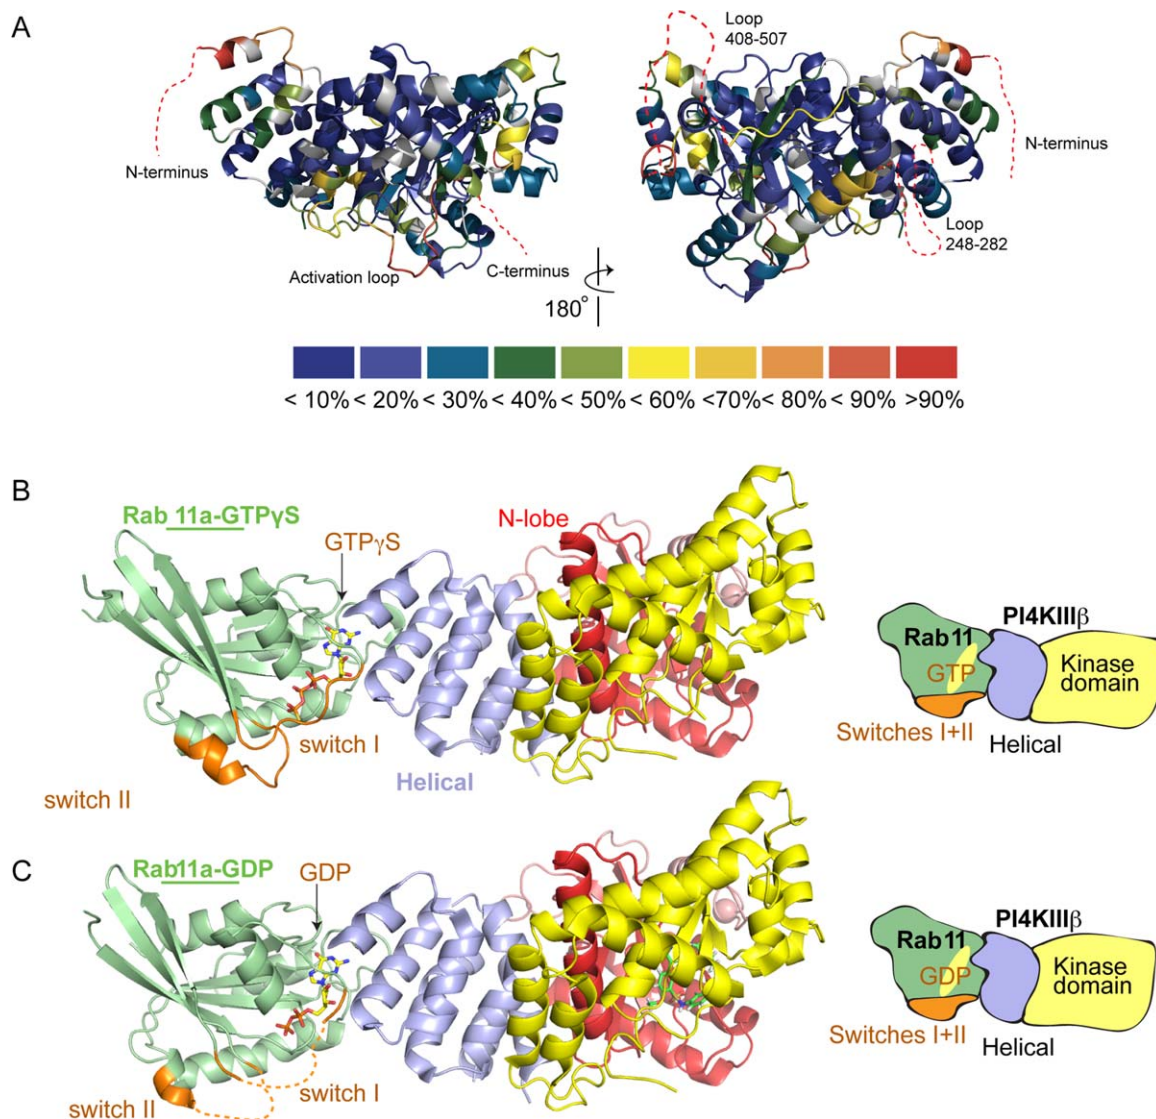 A
Loop
408-507
N-terminus
N-terminus
Loop
248-282
Activation loop
C-terminus
180°
< 10% < 20% < 30% < 40% < 50% < 60% <70% < 80% < 90% >90%
B
Rab 11a-GTPγS
GTPγS
N-lobe
switch I
switch II
Helical
PI4KIIIβ
Rab11
GTP
Kinase
domain
Switches I+II
Helical
C
Rab11a-GDP
GDP
switch I
switch II
PI4KIIIβ
Rab11
GDP
Kinase
domain
Switches I+II
Helical